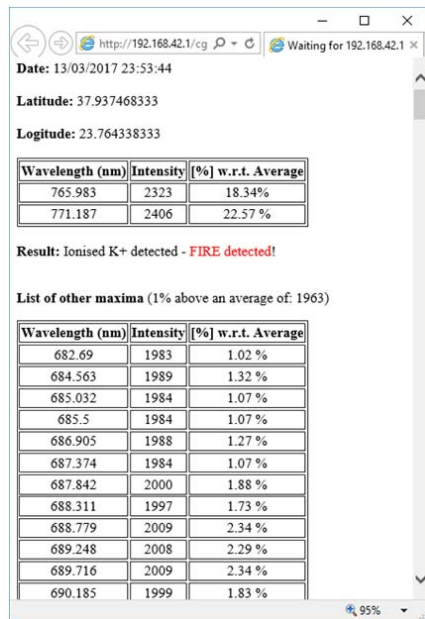 http://192.168.42.1/cg
Waiting for 192.168.42.1
Date: 13/03/2017 23:53:44
Latitude: 37.937468333
Logitude: 23.764338333
Wavelength (nm) Intensity [%] w.r.t. Average
765.983 2323 18.34%
771.187 2406 22.57 %
Result: Ionised K+ detected - FIRE detected!
List of other maxima (1% above an average of: 1963)
Wavelength (nm) Intensity [%] w.r.t. Average
682.69 1983 1.02 %
684.563 1989 1.32 %
685.032 1984 1.07 %
685.5 1984 1.07 %
686.905 1988 1.27 %
687.374 1984 1.07 %
687.842 2000 1.88 %
688.311 1997 1.73 %
688.779 2009 2.34 %
689.248 2008 2.29 %
689.716 2009 2.34 %
690.185 1999 1.83 %
95%